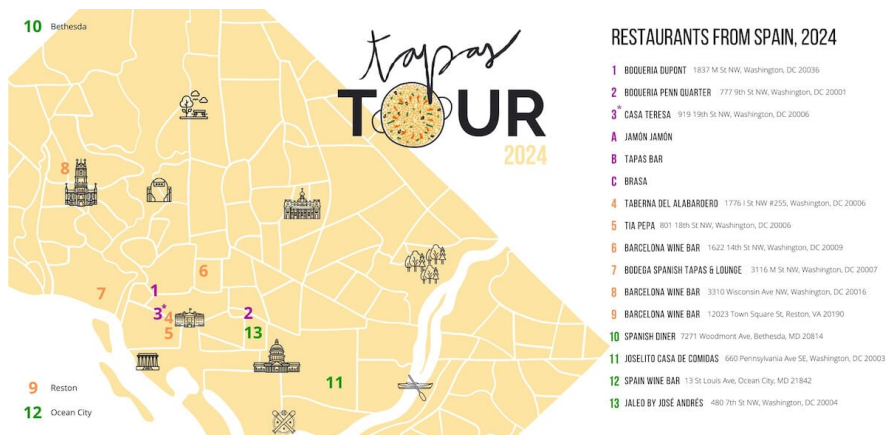 10 Bethesda
tapas
TOUR
2024
8
6
7
1
3*
4
5
2
13
11
9 Reston
12 Ocean City
RESTAURANTS FROM SPAIN, 2024
1 BOQUERIA DUPONT 1837 M St NW, Washington, DC 20036
2 BOQUERIA PENN QUARTER 777 9th St NW, Washington, DC 20001
3* CASA TERESA 919 19th St NW, Washington, DC 20006
A JAMÓN JAMÓN
B TAPAS BAR
C BRASA
4 TABERNA DEL ALABARDERO 1776 I St NW #255, Washington, DC 20006
5 TIA PEPA 801 18th St NW, Washington, DC 20006
6 BARCELONA WINE BAR 1622 14th St NW, Washington, DC 20009
7 BODEGA SPANISH TAPAS & LOUNGE 3116 M St NW, Washington, DC 20007
8 BARCELONA WINE BAR 3310 Wisconsin Ave NW, Washington, DC 20016
9 BARCELONA WINE BAR 12023 Town Square St, Reston, VA 20190
10 SPANISH DINER 7271 Woodmont Ave, Bethesda, MD 20814
11 JOSELITO CASA DE COMIDAS 660 Pennsylvania Ave SE, Washington, DC 20003
12 SPAIN WINE BAR 13 St Louis Ave, Ocean City, MD 21842
13 JALEO BY JOSÉ ANDRÉS 480 7th St NW, Washington, DC 20004